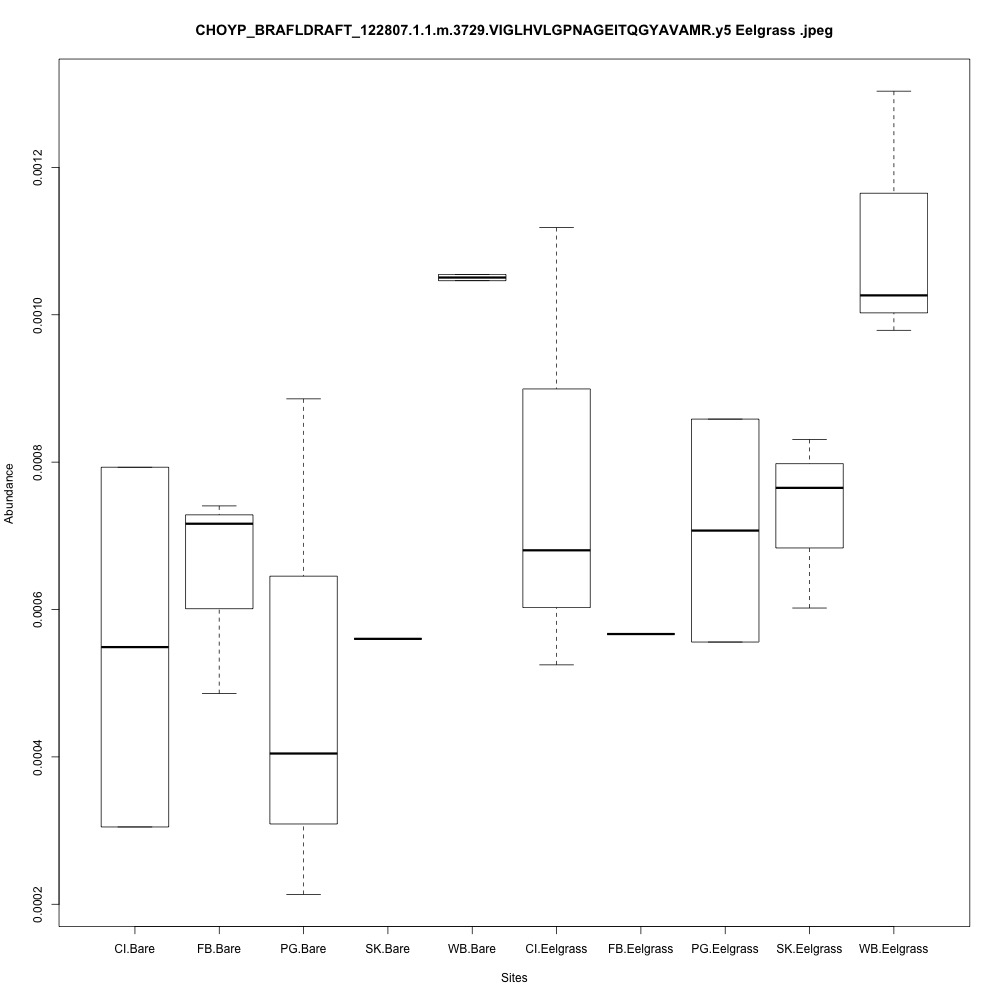 CHOYP_BRAFLDRAFT_122807.1.1.m.3729.VIGLHVLGPNAGEITQGYAVAMR.y5 Eelgrass .jpeg
Abundance
0.0012
0.0010
0.0008
0.0006
0.0004
0.0002
CI.Bare FB.Bare PG.Bare SK.Bare WB.Bare CI.Eelgrass FB.Eelgrass PG.Eelgrass SK.Eelgrass WB.Eelgrass
Sites